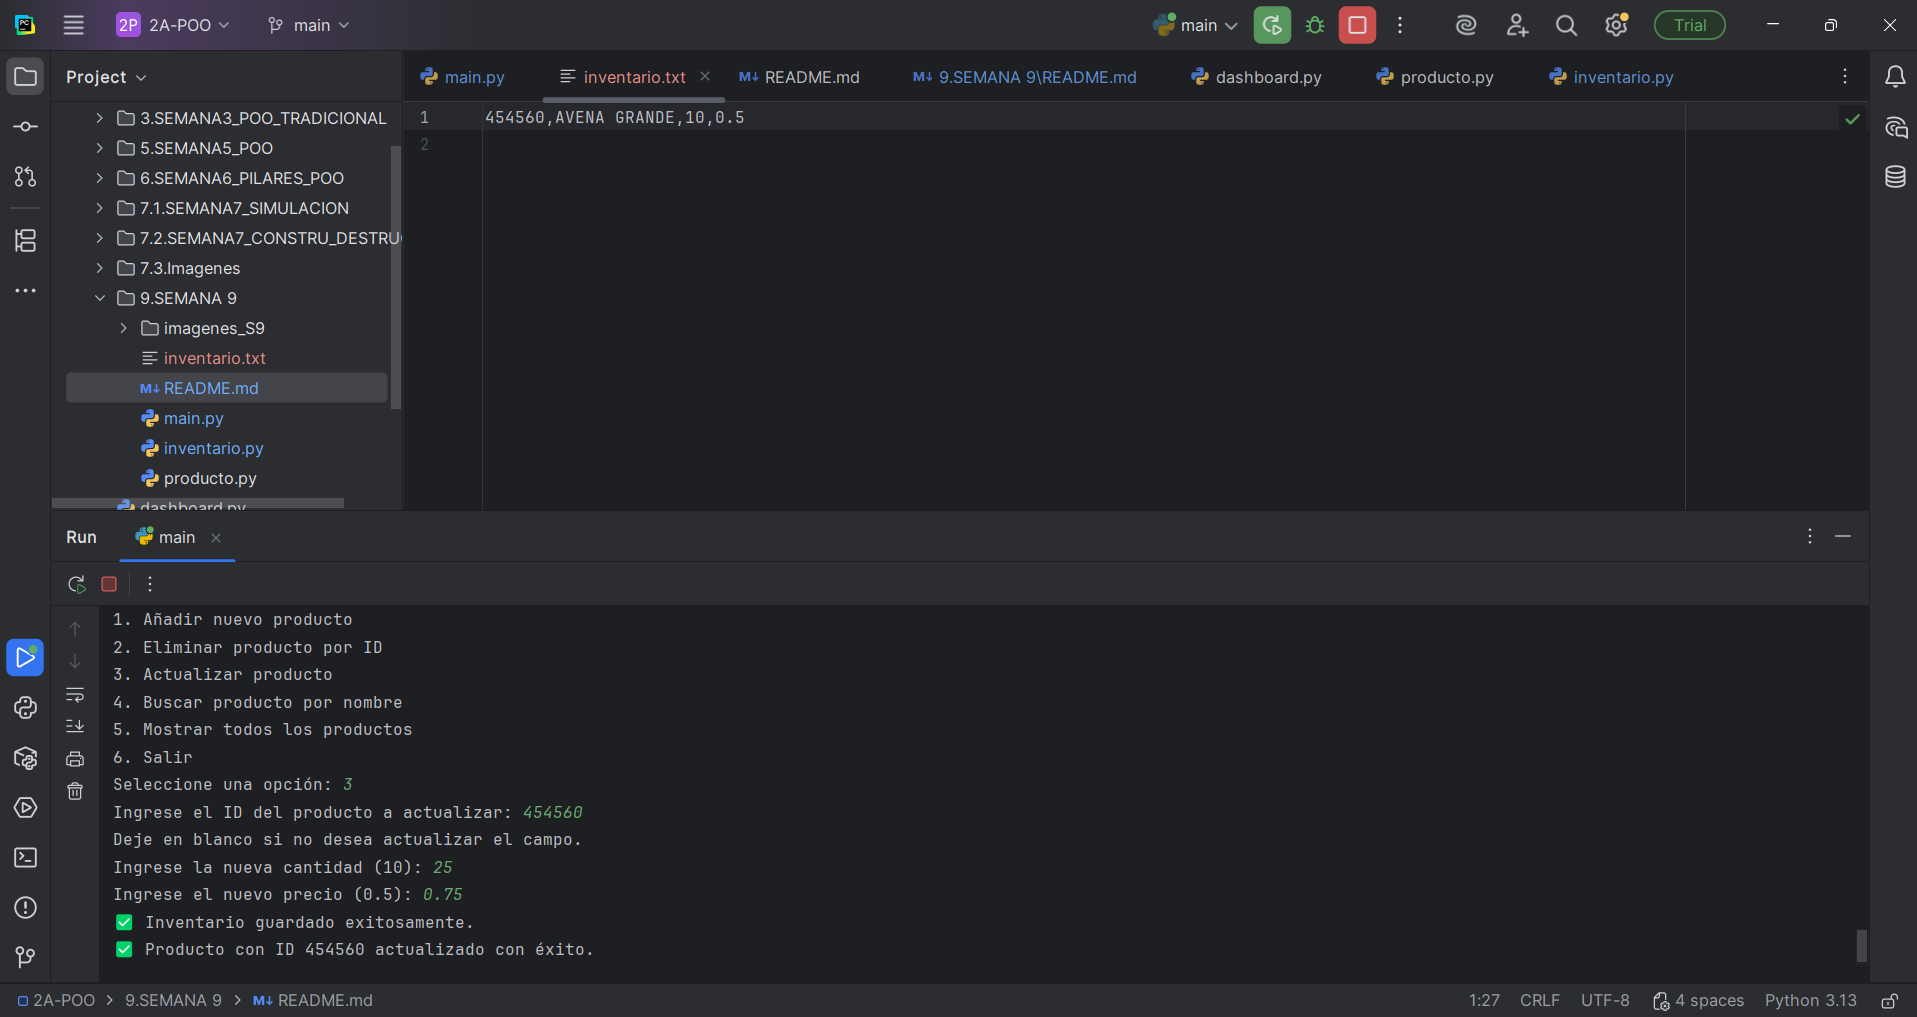 PC
2P 2A-POO
main
main
Trial
Project
main.py
inventario.txt
README.md
9.SEMANA 9\README.md
dashboard.py
producto.py
inventario.py
3.SEMANA3_POO_TRADICIONAL
5.SEMANA5_POO
6.SEMANA6_PILARES_POO
7.1.SEMANA7_SIMULACION
7.2.SEMANA7_CONSTRU_DESTRU
7.3.Imagenes
9.SEMANA 9
imagenes_S9
inventario.txt
M↓ README.md
main.py
inventario.py
producto.py
dashboard.py
1 454560,AVENA GRANDE,10,0.5
2
Run
main
1. Añadir nuevo producto
2. Eliminar producto por ID
3. Actualizar producto
4. Buscar producto por nombre
5. Mostrar todos los productos
6. Salir
Seleccione una opción: 3
Ingrese el ID del producto a actualizar: 454560
Deje en blanco si no desea actualizar el campo.
Ingrese la nueva cantidad (10): 25
Ingrese el nuevo precio (0.5): 0.75
✅ Inventario guardado exitosamente.
✅ Producto con ID 454560 actualizado con éxito.
2A-POO > 9.SEMANA 9 > M↓ README.md
1:27 CRLF UTF-8 4 spaces Python 3.13